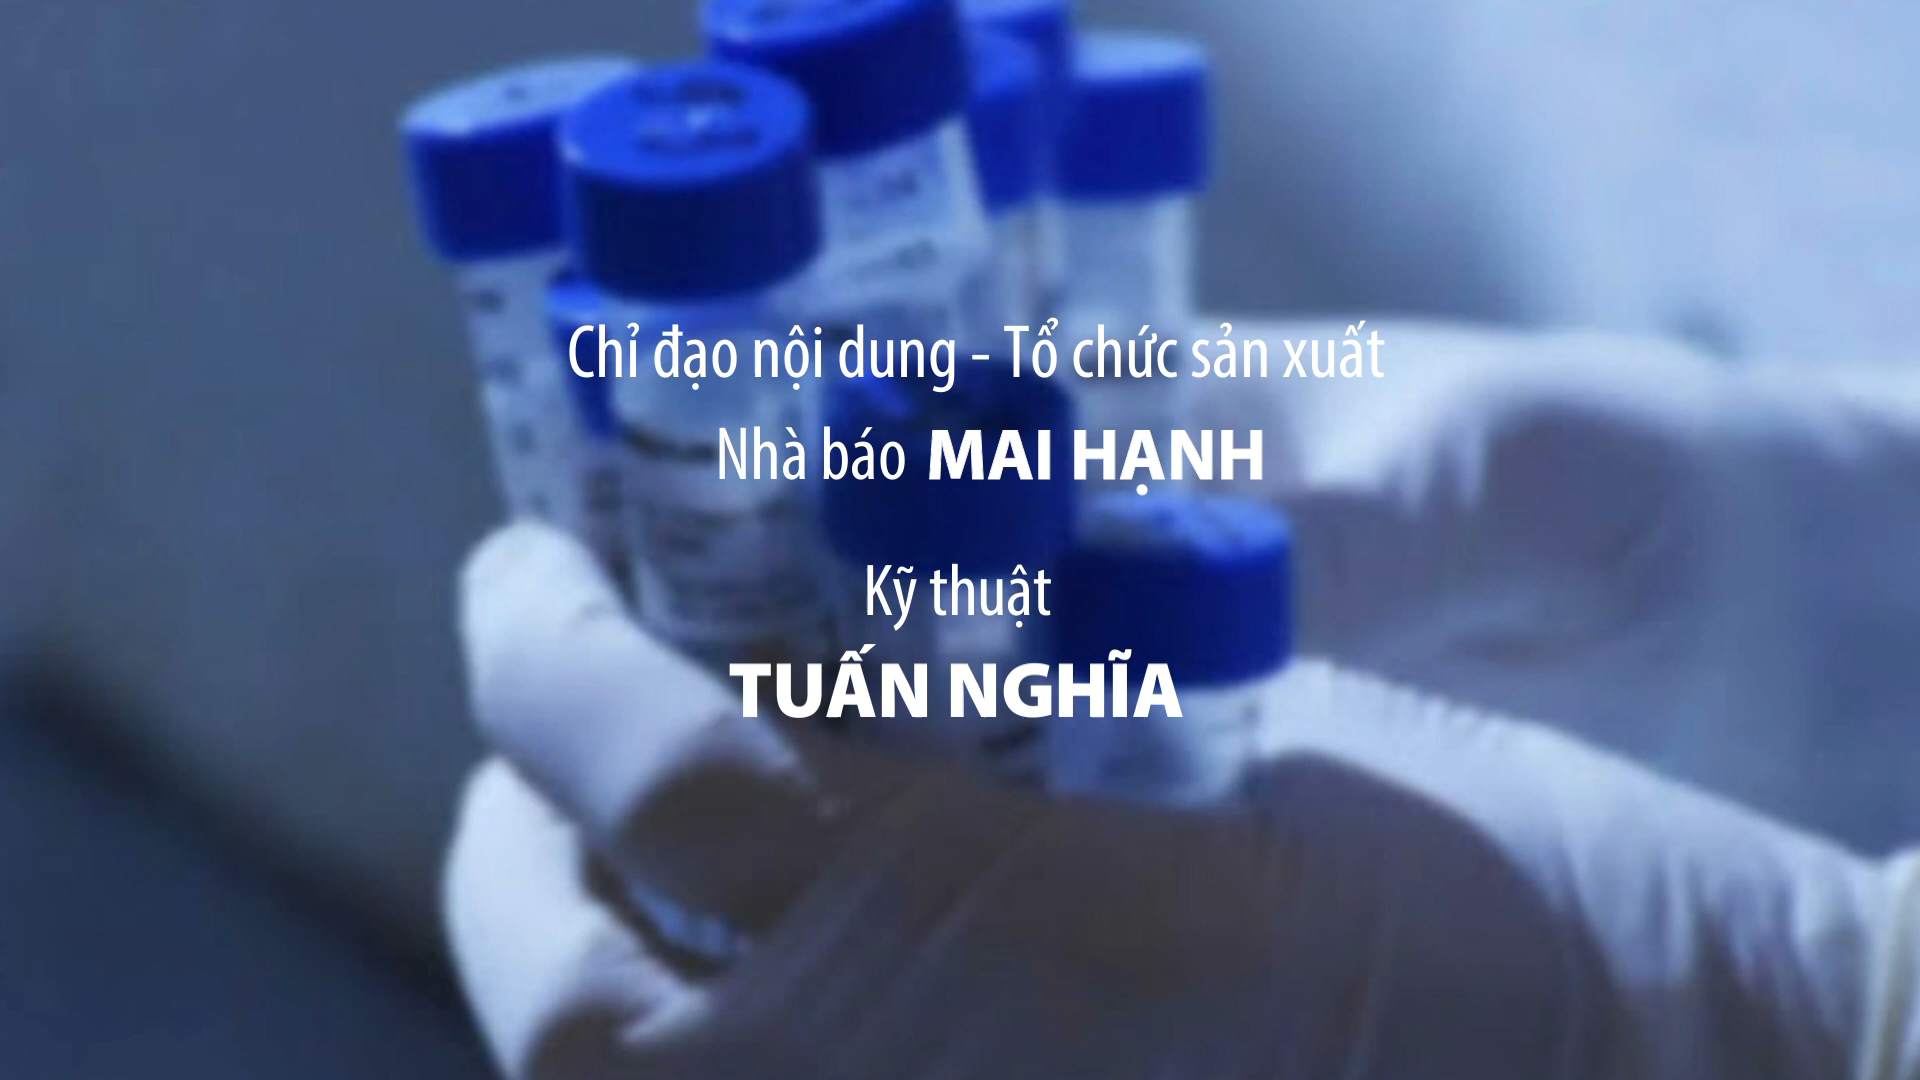 Chỉ đạo nội dung - Tổ chức sản xuất
Nhà báo MAI HẠNH
Kỹ thuật
TUẤN NGHĨA